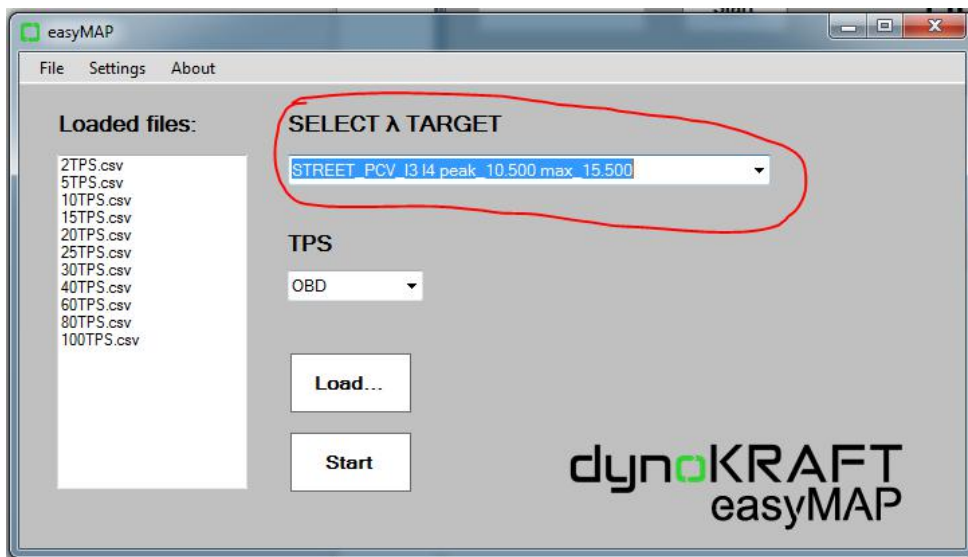 easyMAP
File Settings About
Loaded files:
2TPS.csv
5TPS.csv
10TPS.csv
15TPS.csv
20TPS.csv
25TPS.csv
30TPS.csv
40TPS.csv
60TPS.csv
80TPS.csv
100TPS.csv
SELECT λ TARGET
STREET_PCV_I3 I4 peak_10.500 max_15.500
TPS
OBD
Load...
Start
dynoKRAFT
easyMAP